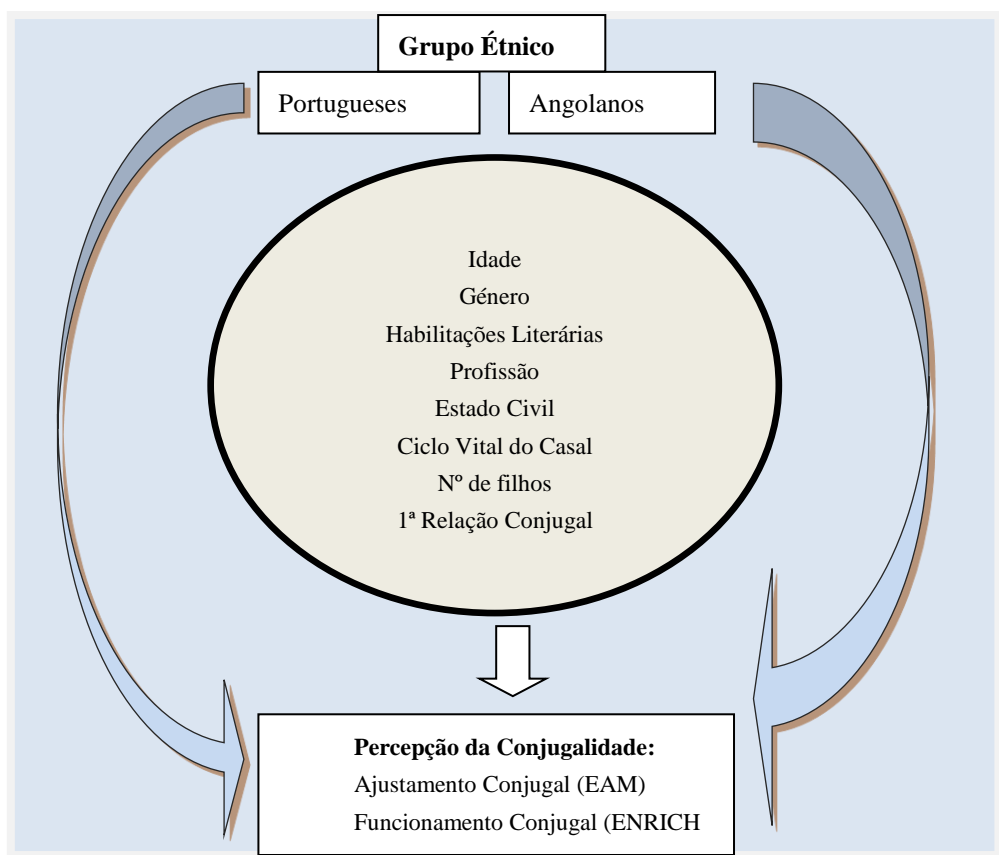 Grupo Étnico
Portugueses
Angolanos
Idade
Género
Habilitações Literárias
Profissão
Estado Civil
Ciclo Vital do Casal
Nº de filhos
1ª Relação Conjugal
Percepção da Conjugalidade:
Ajustamento Conjugal (EAM)
Funcionamento Conjugal (ENRICH